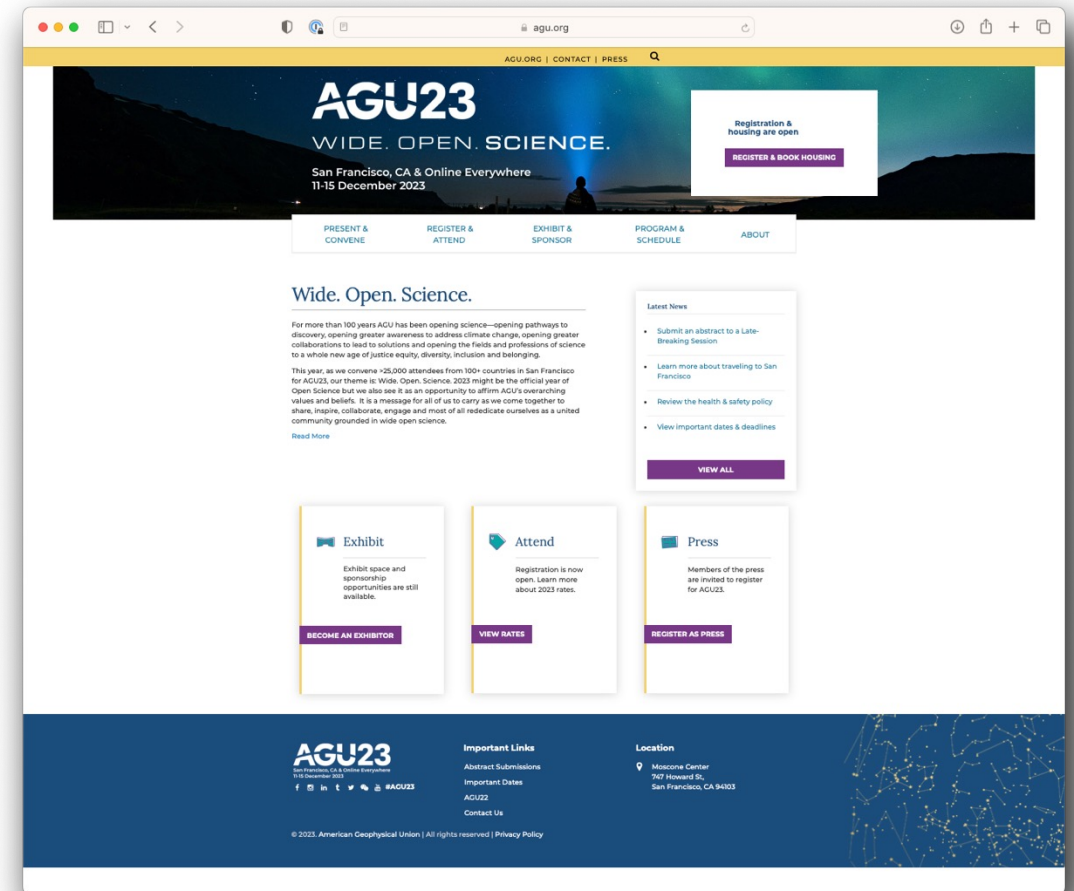 agu.org
AGU.ORG | CONTACT | PRESS
AGU23
WIDE. OPEN. SCIENCE.
San Francisco, CA & Online Everywhere
11-15 December 2023
Registration &
housing are open
REGISTER & BOOK HOUSING
PRESENT &
CONVENE
REGISTER &
ATTEND
EXHIBIT &
SPONSOR
PROGRAM &
SCHEDULE
ABOUT
Wide. Open. Science.
For more than 100 years AGU has been opening science—opening pathways to
discovery, opening greater awareness to address climate change, opening greater
collaborations to lead to solutions and opening the fields and professions of science
to a whole new age of justice equity, diversity, inclusion and belonging.
This year, as we convene >25,000 attendees from 100+ countries in San Francisco
for AGU23, our theme is: Wide. Open. Science. 2023 might be the official year of
Open Science but we also see it as an opportunity to affirm AGU's overarching
values and beliefs. It is a message for all of us to carry as we come together to
share, inspire, collaborate, engage and most of all rededicate ourselves as a united
community grounded in wide open science.
Read More
Latest News
Submit an abstract to a Late-
Breaking Session
Learn more about traveling to San
Francisco
Review the health & safety policy
View important dates & deadlines
VIEW ALL
Exhibit
Exhibit space and
sponsorship
opportunities are still
available.
BECOME AN EXHIBITOR
Attend
Registration is now
open. Learn more
about 2023 rates.
VIEW RATES
Press
Members of the press
are invited to register
for AGU23.
REGISTER AS PRESS
AGU23
San Francisco, CA & Online Everywhere
11-15 December 2023
#AGU23
Important Links
Abstract Submissions
Important Dates
AGU22
Contact Us
Location
Moscone Center
747 Howard St,
San Francisco, CA 94103
© 2023. American Geophysical Union | All rights reserved | Privacy Policy